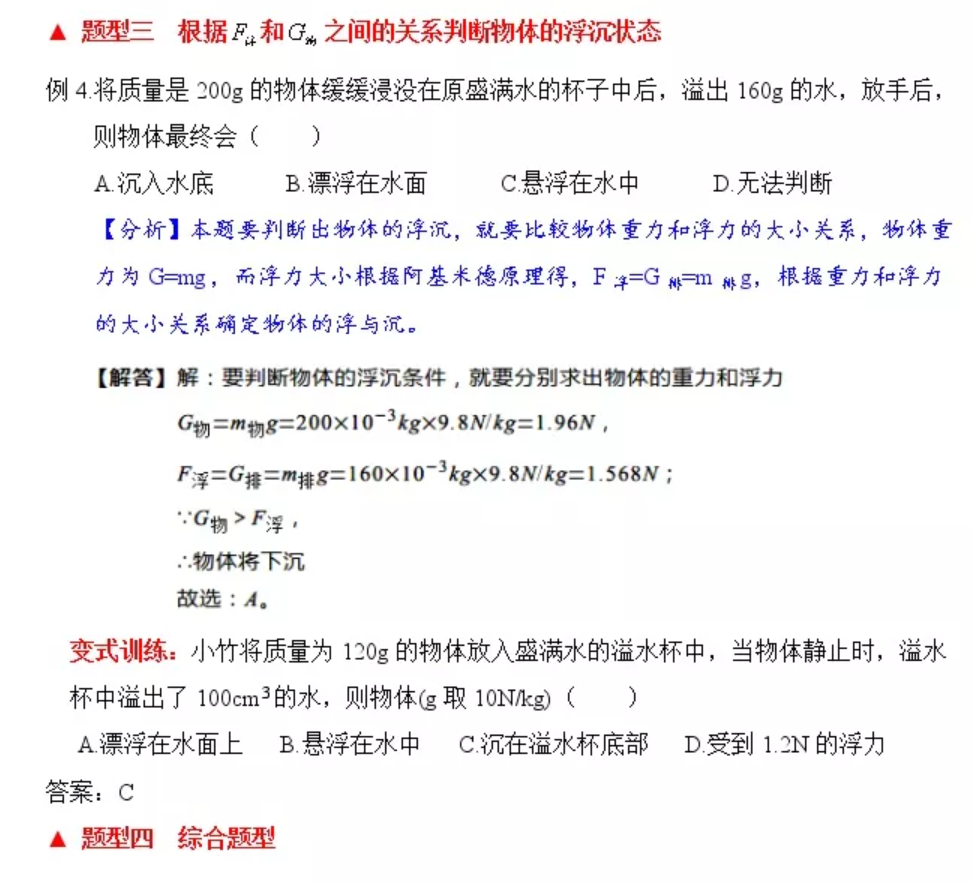 ▲ 题型三 根据F浮和G物之间的关系判断物体的浮沉状态
例 4.将质量是 200g 的物体缓缓浸没在原盛满水的杯子中后，溢出 160g 的水，放手后，
则物体最终会（ ）
A.沉入水底 B.漂浮在水面 C.悬浮在水中 D.无法判断
【分析】本题要判断出物体的浮沉，就要比较物体重力和浮力的大小关系，物体重
力为 G=mg，而浮力大小根据阿基米德原理得，F 浮=G 排=m 排g，根据重力和浮力
的大小关系确定物体的浮与沉。
【解答】解：要判断物体的浮沉条件，就要分别求出物体的重力和浮力
G物=m物g=200×10⁻³kg×9.8N/kg=1.96N，
F浮=G排=m排g=160×10⁻³kg×9.8N/kg=1.568N；
∵G物＞F浮，
∴物体将下沉
故选：A。
变式训练：小竹将质量为 120g 的物体放入盛满水的溢水杯中，当物体静止时，溢水
杯中溢出了 100cm³的水，则物体(g 取 10N/kg)（ ）
A.漂浮在水面上 B.悬浮在水中 C.沉在溢水杯底部 D.受到 1.2N 的浮力
答案：C
▲ 题型四 综合题型